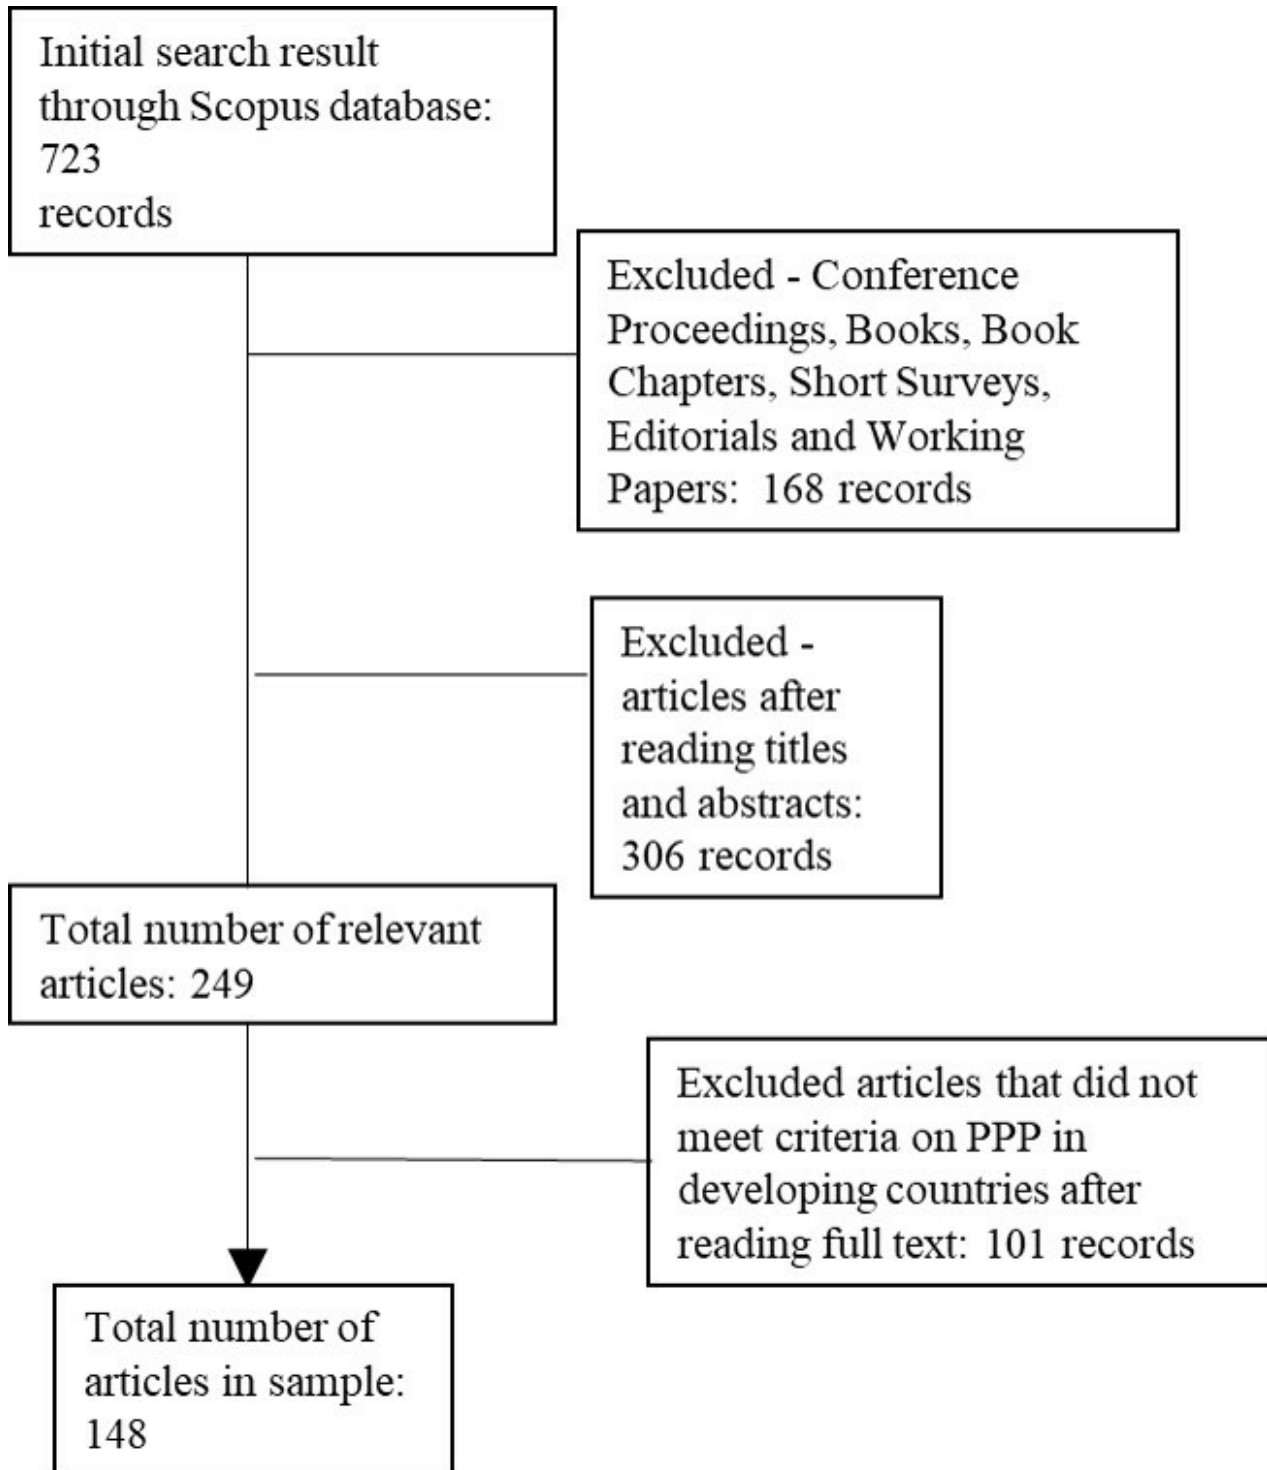 Initial search result
through Scopus database:
723
records
Excluded - Conference
Proceedings, Books, Book
Chapters, Short Surveys,
Editorials and Working
Papers:  168 records
Excluded -
articles after
reading titles
and abstracts:
306 records
Total number of relevant
articles: 249
Excluded articles that did not
meet criteria on PPP in
developing countries after
reading full text: 101 records
Total number of
articles in sample:
148